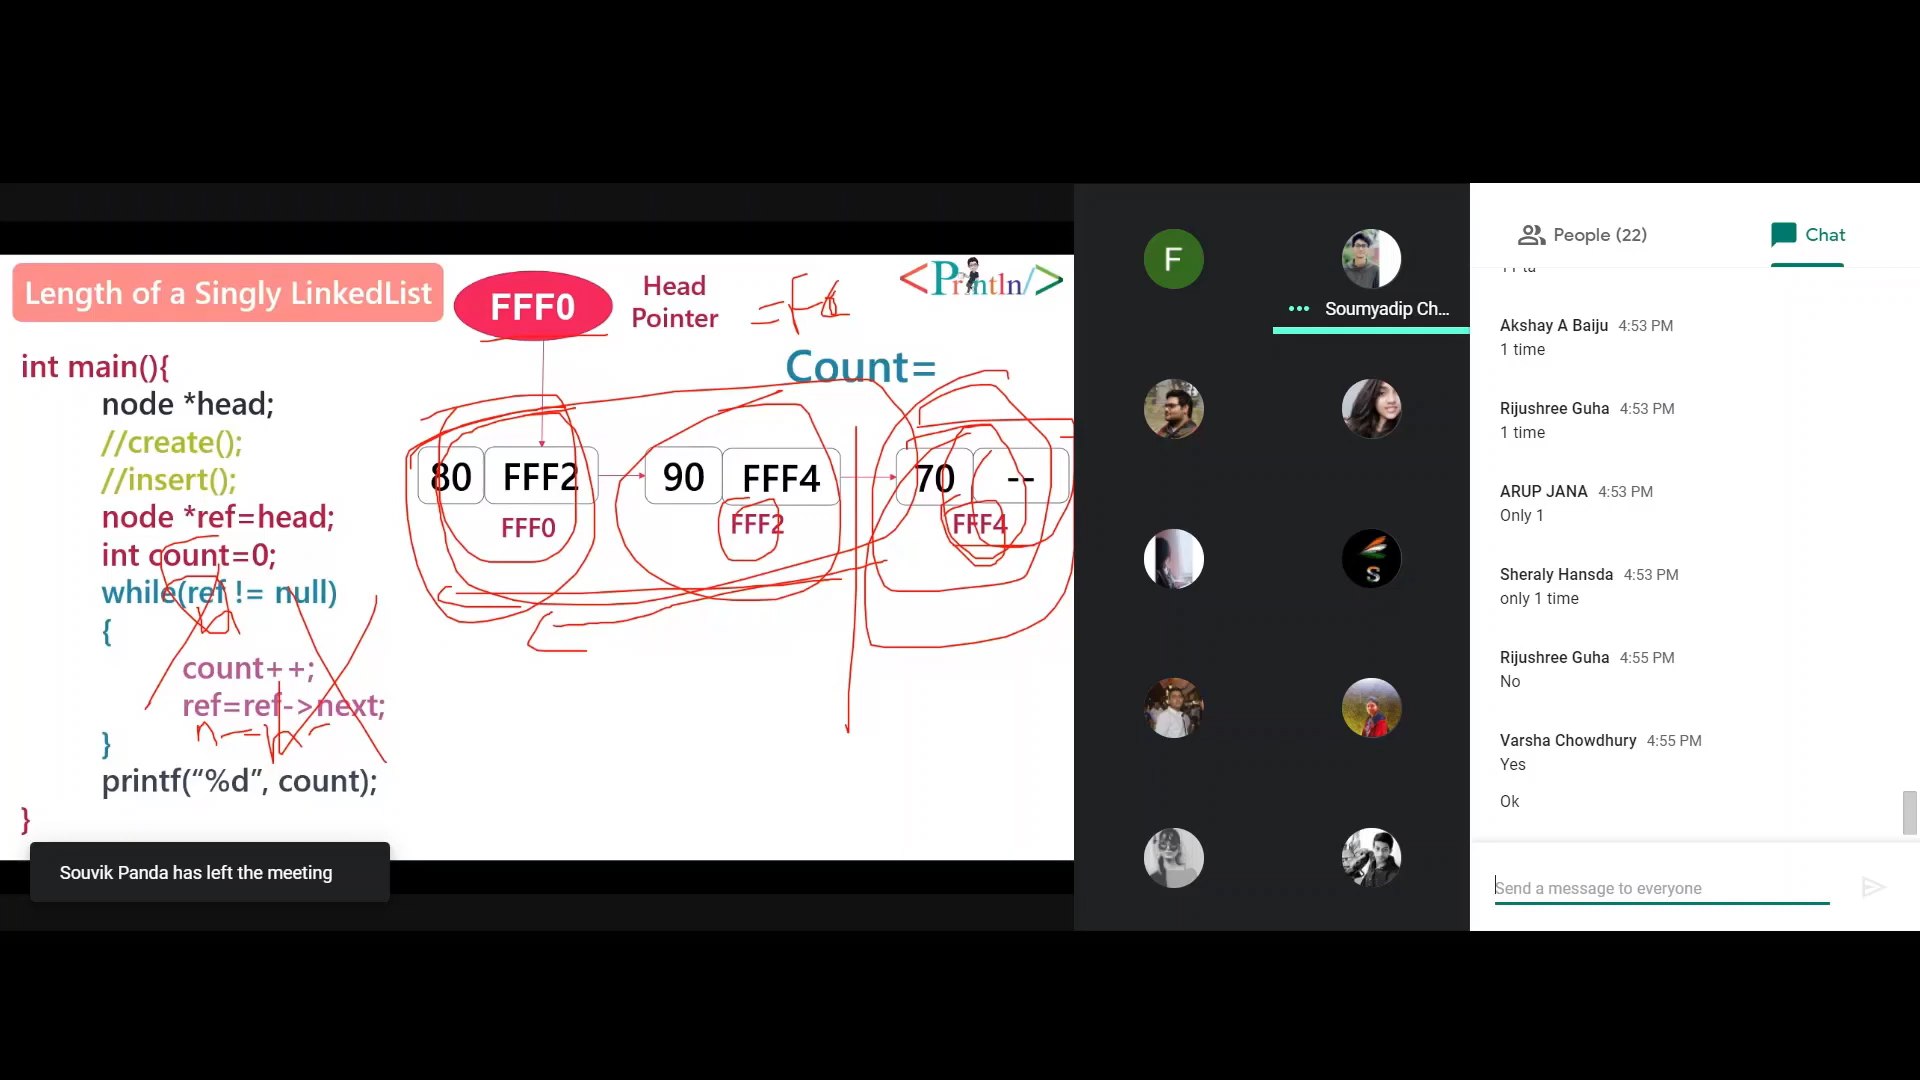 Length of a Singly LinkedList
FFF0
Head
Pointer
<Println/>
Count=
int main(){
node *head;
//create();
//insert();
node *ref=head;
int count=0;
while(ref != null)
{
count++;
ref=ref->next;
}
printf(“%d”, count);
}
80 FFF2
FFF0
90 FFF4
FFF2
70 --
FFF4
Souvik Panda has left the meeting
F
Soumyadip Ch...
S
People (22)
Chat
Akshay A Baiju 4:53 PM
1 time
Rijushree Guha 4:53 PM
1 time
ARUP JANA 4:53 PM
Only 1
Sheraly Hansda 4:53 PM
only 1 time
Rijushree Guha 4:55 PM
No
Varsha Chowdhury 4:55 PM
Yes
Ok
Send a message to everyone